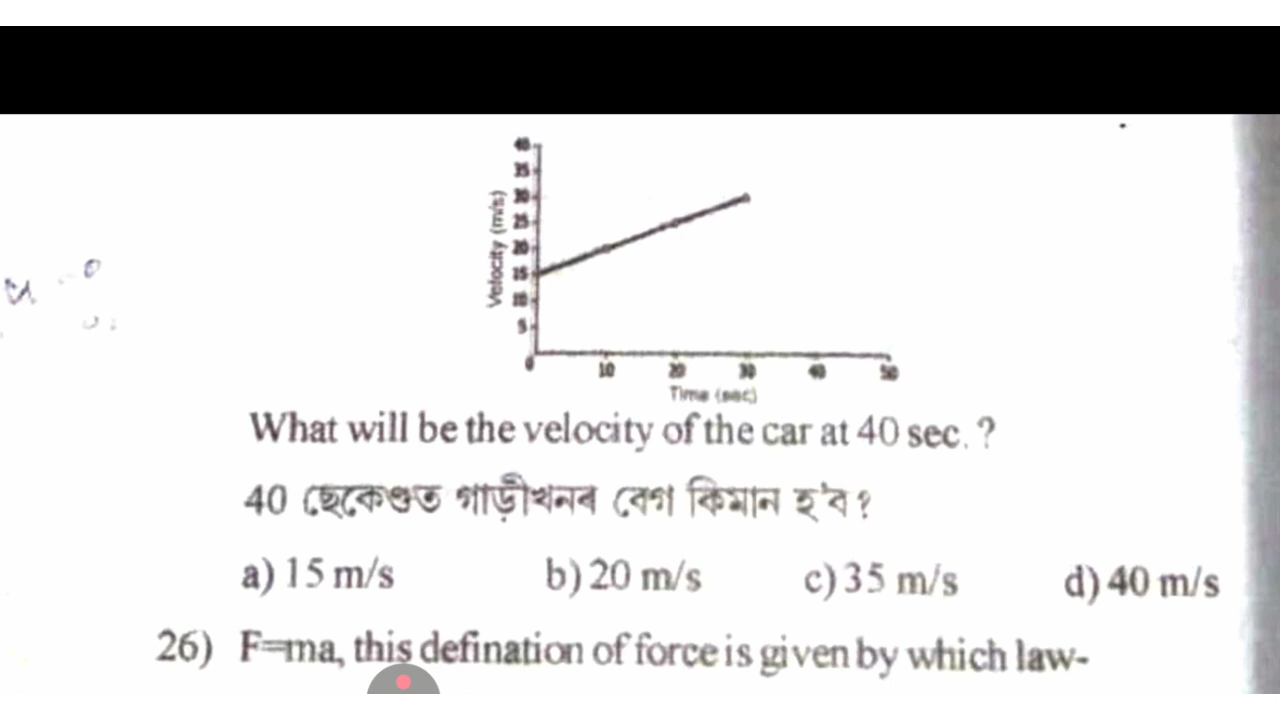 40
35
30
25
20
15
10
5
Velocity (m/s)
0 10 20 30 40 50
Time (sec)
What will be the velocity of the car at 40 sec. ?
40 ছেকেণ্ডত গাড়ীখনৰ বেগ কিমান হ'ব?
a) 15 m/s b) 20 m/s c) 35 m/s d) 40 m/s
26) F=ma, this defination of force is given by which law-